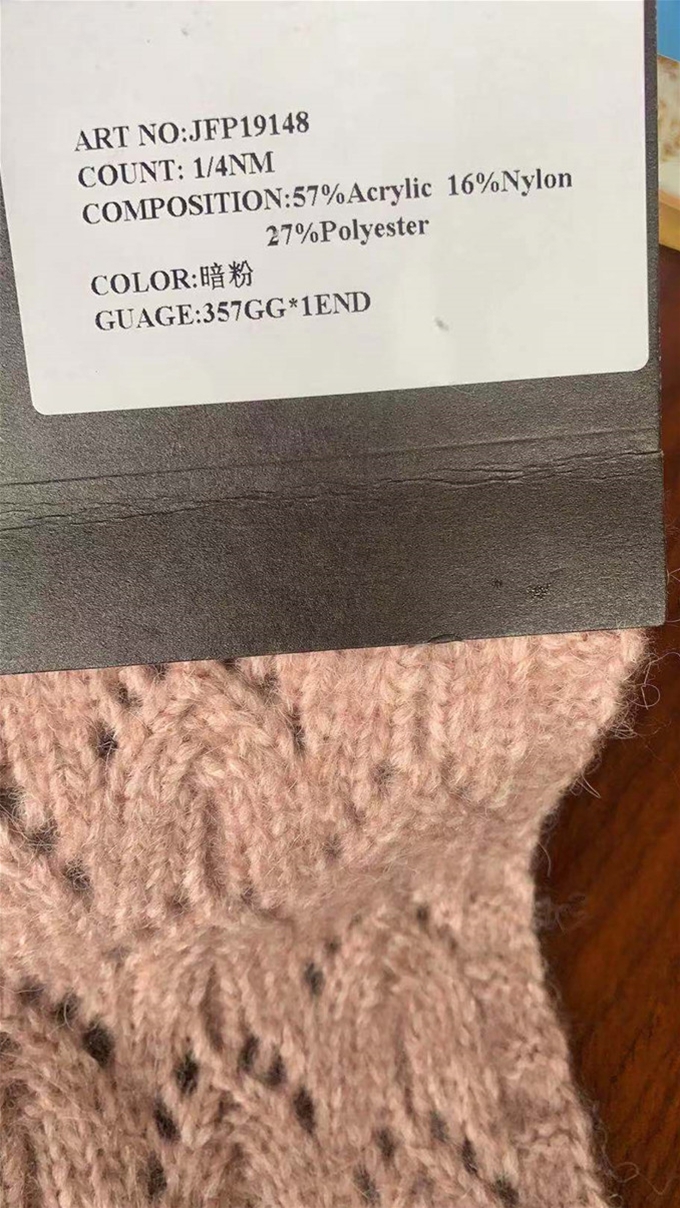 ART NO:JFP19148
COUNT: 1/4NM
COMPOSITION:57%Acrylic 16%Nylon
27%Polyester
COLOR:暗粉
GUAGE:357GG*1END